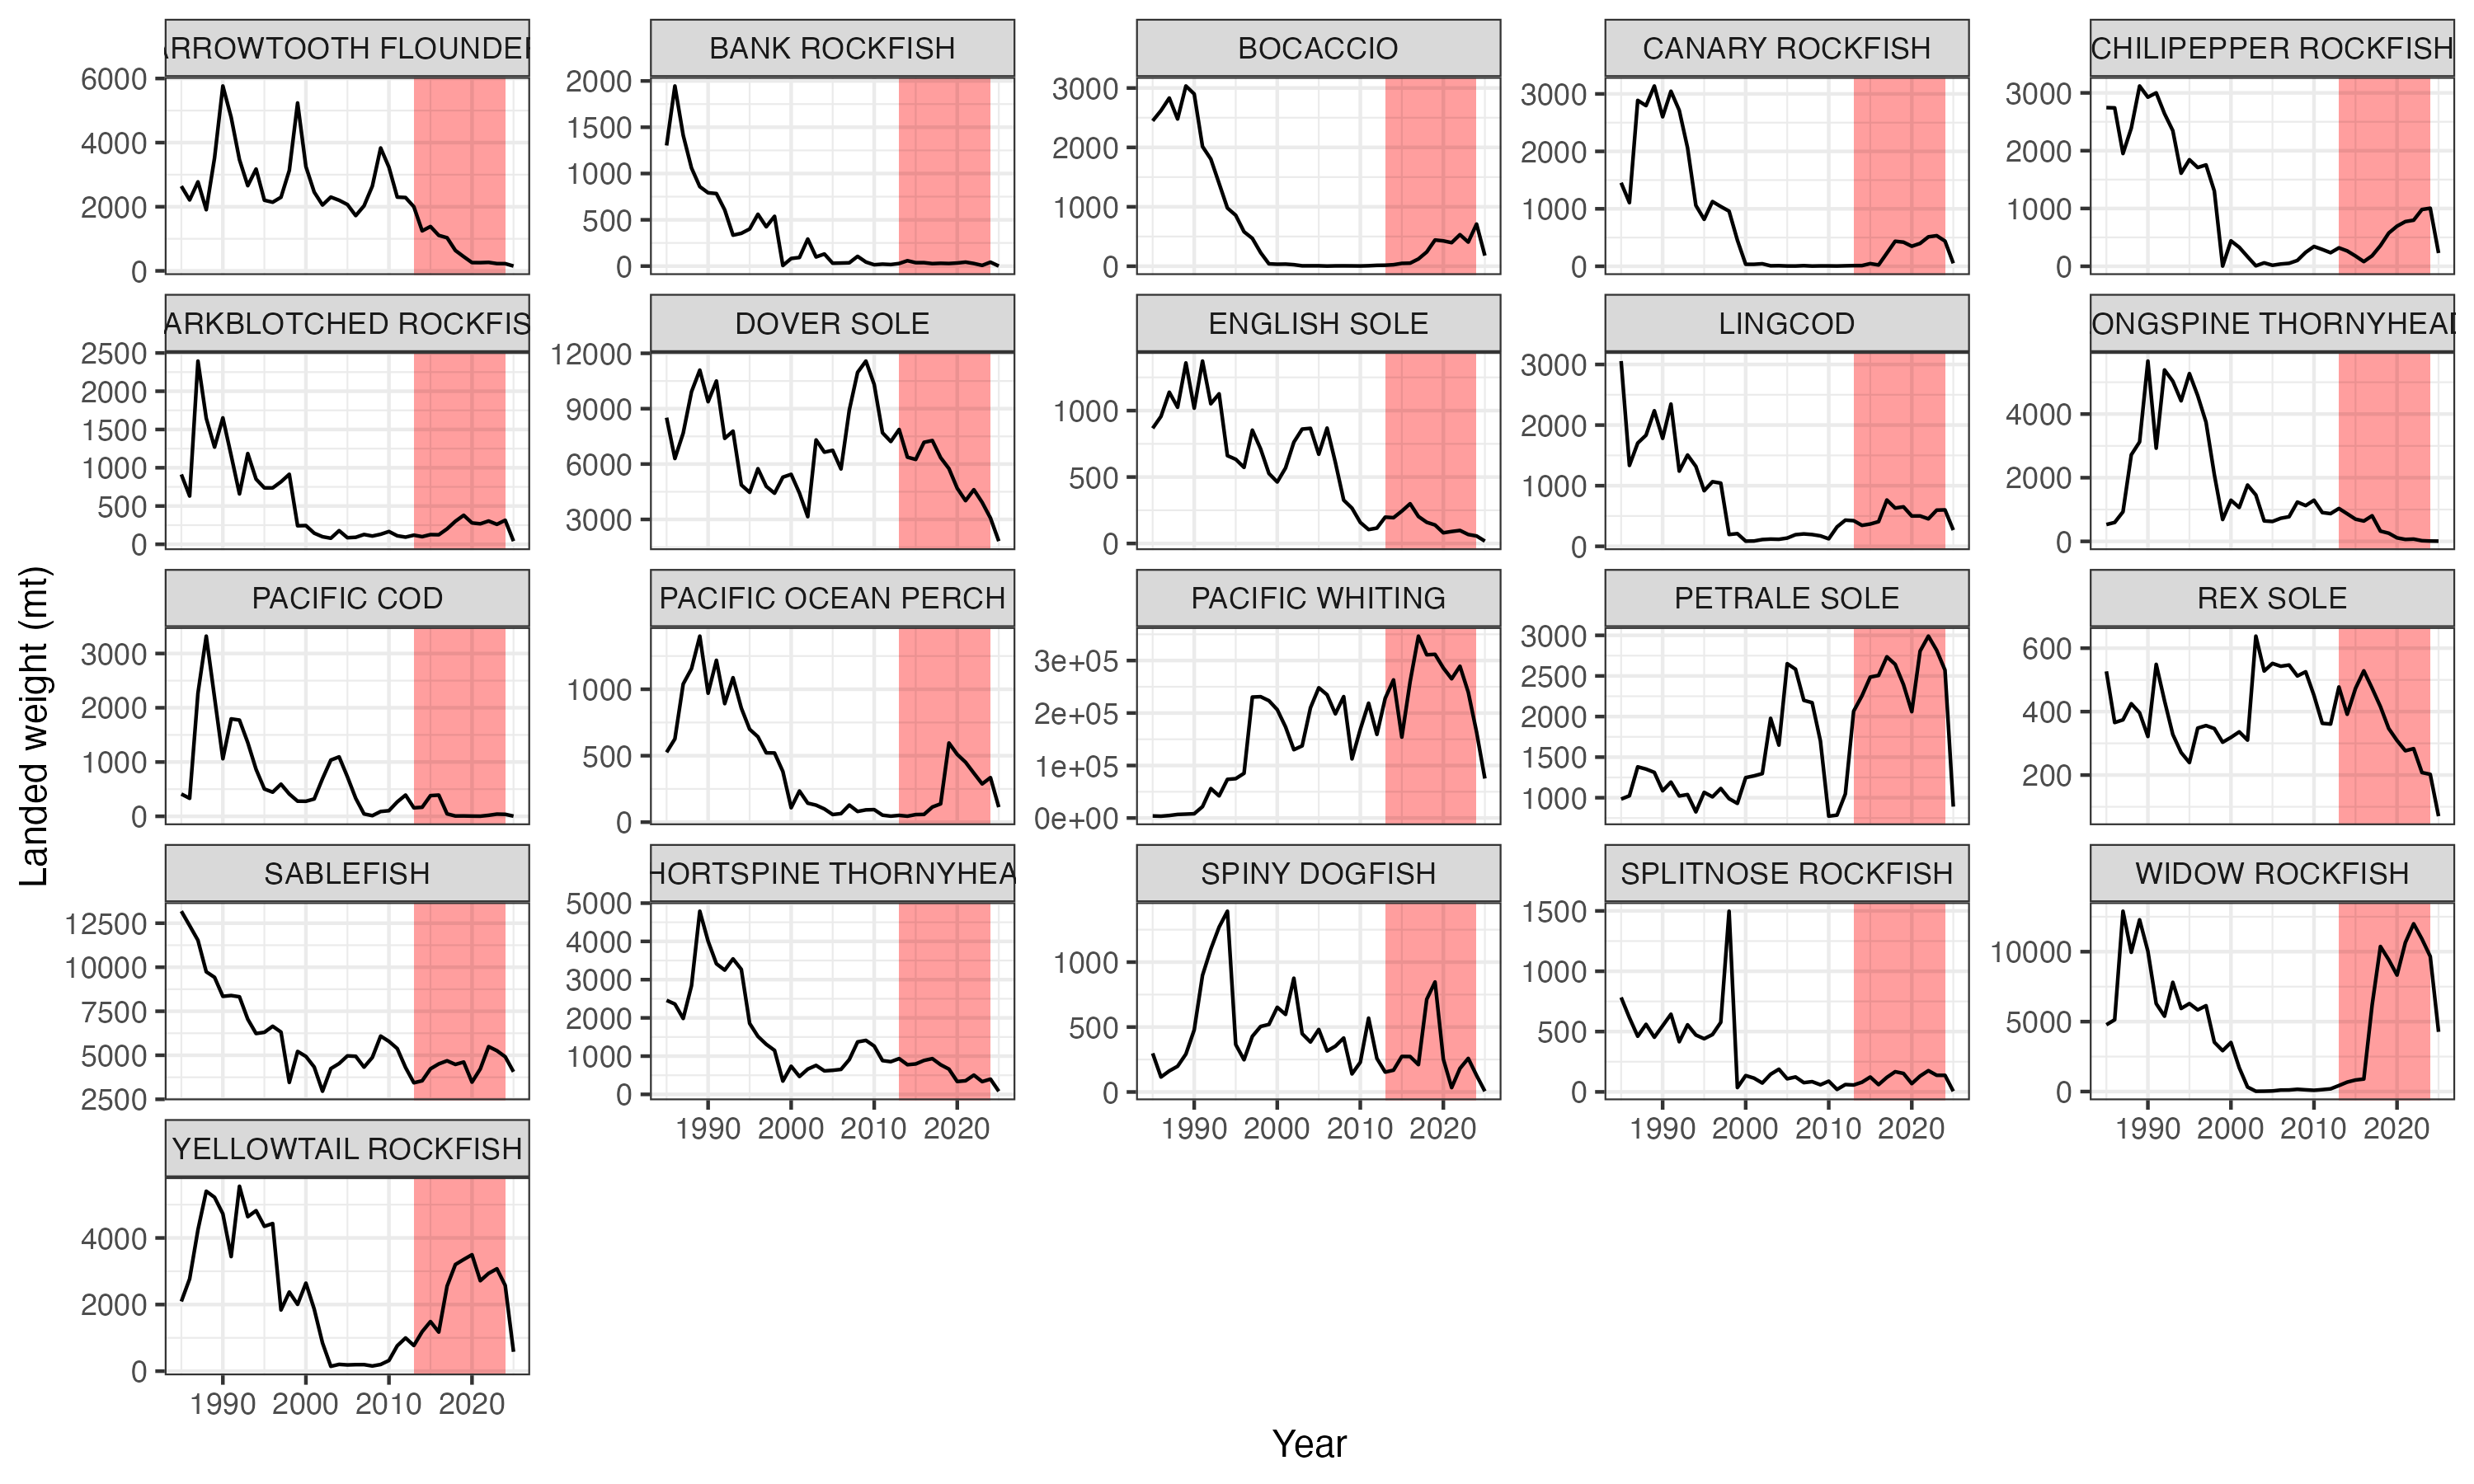 ARROWTOOTH FLOUNDER BANK ROCKFISH BOCACCIO CANARY ROCKFISH CHILIPEPPER ROCKFISH
6000 4000 2000 0
2000 1500 1000 500 0
3000 2000 1000 0
3000 2000 1000 0
3000 2000 1000 0
ARKBLOTCHED ROCKFIS DOVER SOLE ENGLISH SOLE LINGCOD ONGSPINE THORNYHEAD
2500 2000 1500 1000 500 0
12000 9000 6000 3000
1000 500 0
3000 2000 1000 0
4000 2000 0
PACIFIC COD PACIFIC OCEAN PERCH PACIFIC WHITING PETRALE SOLE REX SOLE
3000 2000 1000 0
1000 500 0
3e+05 2e+05 1e+05 0e+00
3000 2500 2000 1500 1000
600 400 200
SABLEFISH HORTSPINE THORNYHEA SPINY DOGFISH SPLITNOSE ROCKFISH WIDOW ROCKFISH
12500 10000 7500 5000 2500
5000 4000 3000 2000 1000 0
1000 500 0
1500 1000 500 0
10000 5000 0
1990 2000 2010 2020
1990 2000 2010 2020
1990 2000 2010 2020
1990 2000 2010 2020
YELLOWTAIL ROCKFISH
4000 2000 0
1990 2000 2010 2020
Landed weight (mt)
Year